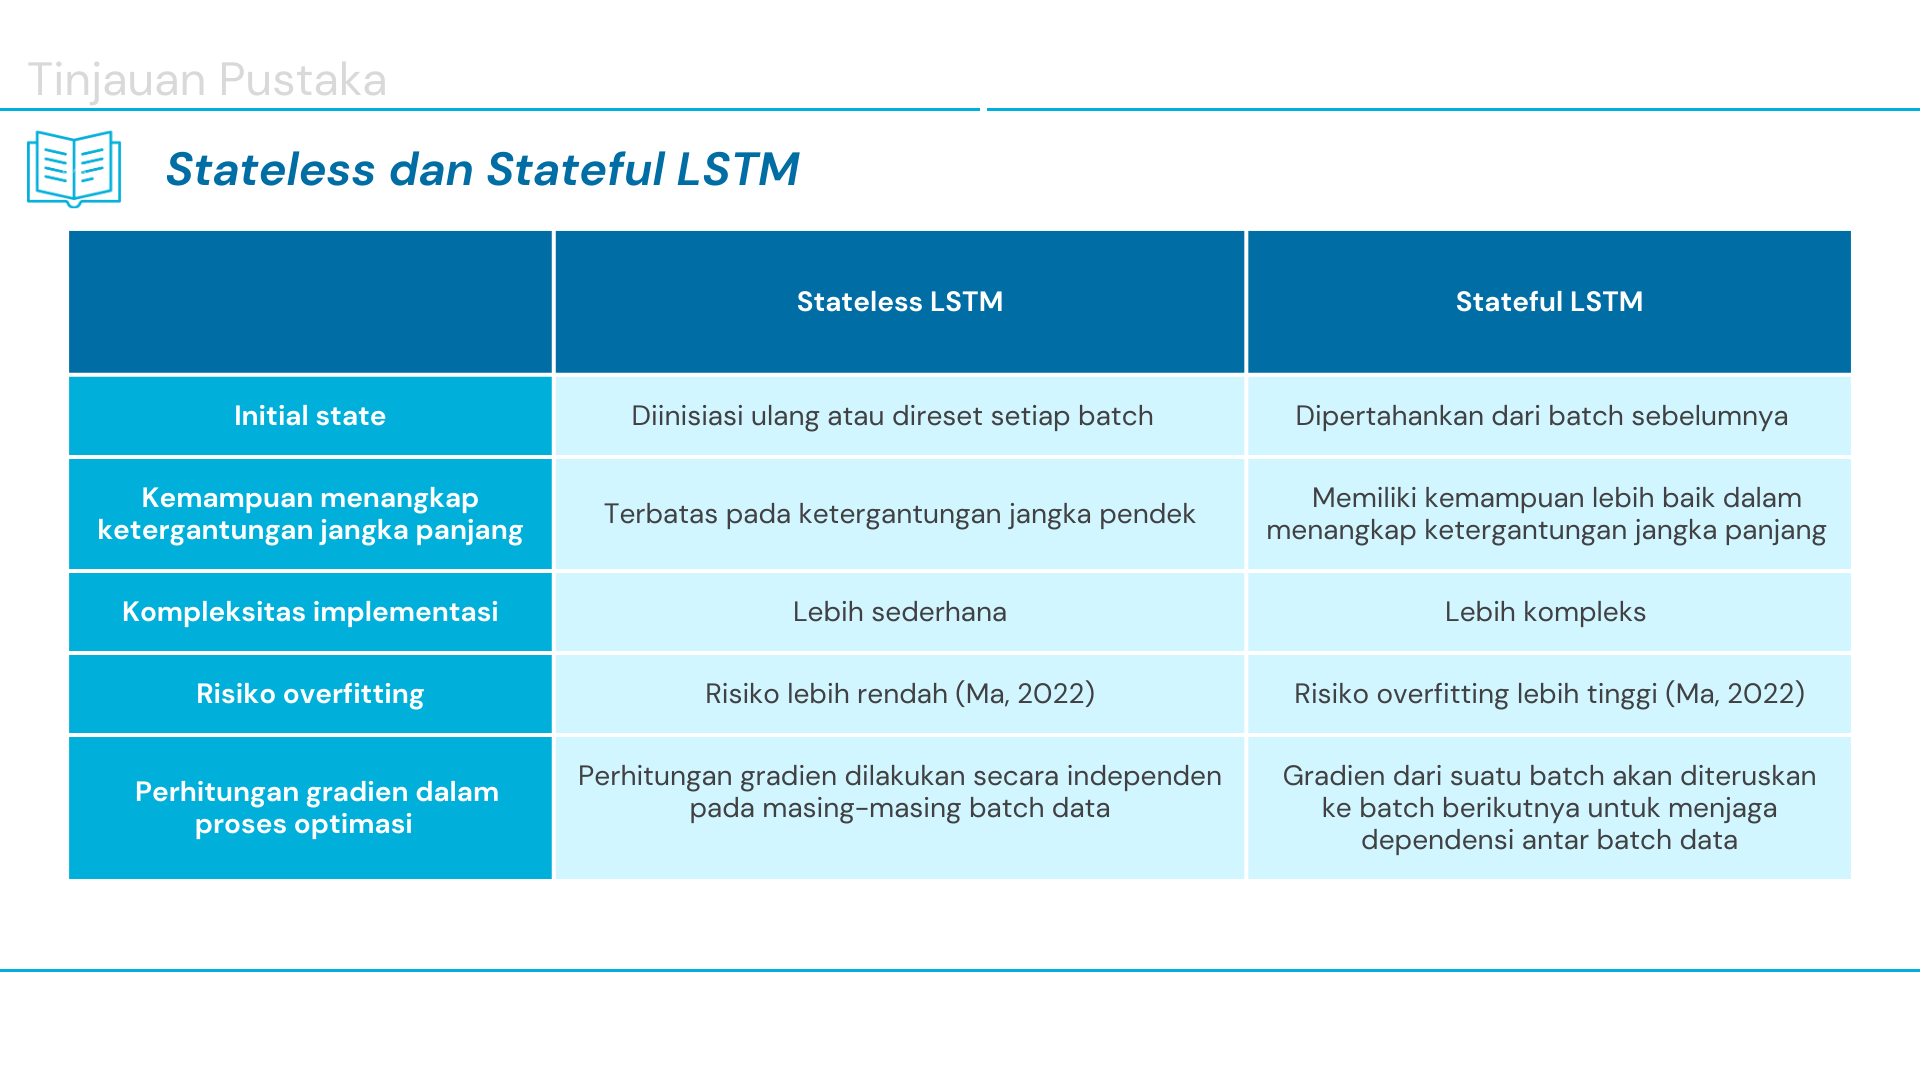 Tinjauan Pustaka
Stateless dan Stateful LSTM
Stateless LSTM
Stateful LSTM
Initial state
Diinisiasi ulang atau direset setiap batch
Dipertahankan dari batch sebelumnya
Kemampuan menangkap
ketergantungan jangka panjang
Terbatas pada ketergantungan jangka pendek
Memiliki kemampuan lebih baik dalam
menangkap ketergantungan jangka panjang
Kompleksitas implementasi
Lebih sederhana
Lebih kompleks
Risiko overfitting
Risiko lebih rendah (Ma, 2022)
Risiko overfitting lebih tinggi (Ma, 2022)
Perhitungan gradien dalam
proses optimasi
Perhitungan gradien dilakukan secara independen
pada masing-masing batch data
Gradien dari suatu batch akan diteruskan
ke batch berikutnya untuk menjaga
dependensi antar batch data